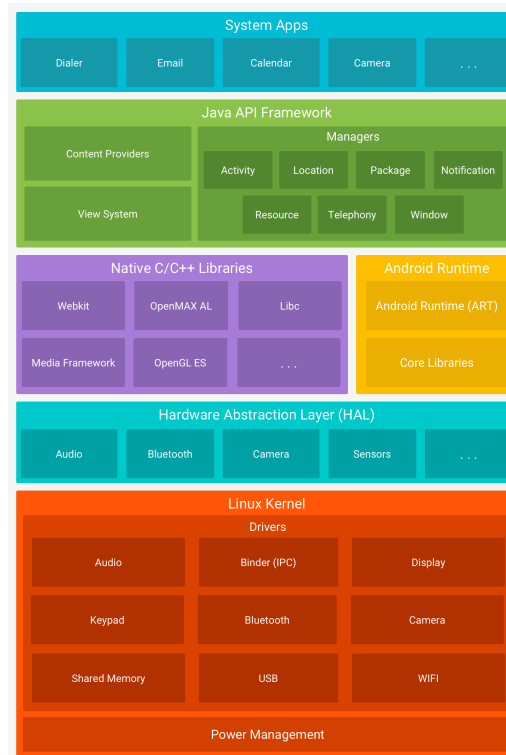 System Apps
Dialer
Email
Calendar
Camera
. . .
Java API Framework
Content Providers
View System
Managers
Activity
Location
Package
Notification
Resource
Telephony
Window
Native C/C++ Libraries
Webkit
OpenMAX AL
Libc
Media Framework
OpenGL ES
. . .
Android Runtime
Android Runtime (ART)
Core Libraries
Hardware Abstraction Layer (HAL)
Audio
Bluetooth
Camera
Sensors
. . .
Linux Kernel
Drivers
Audio
Binder (IPC)
Display
Keypad
Bluetooth
Camera
Shared Memory
USB
WIFI
Power Management